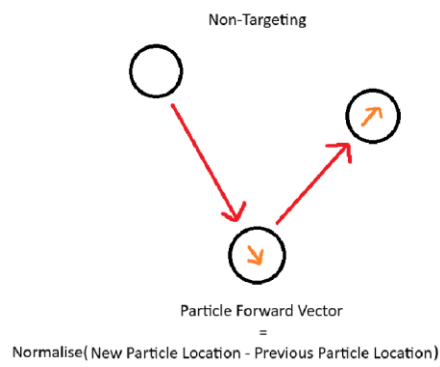 Non-Targeting
Particle Forward Vector
=
Normalise( New Particle Location - Previous Particle Location)